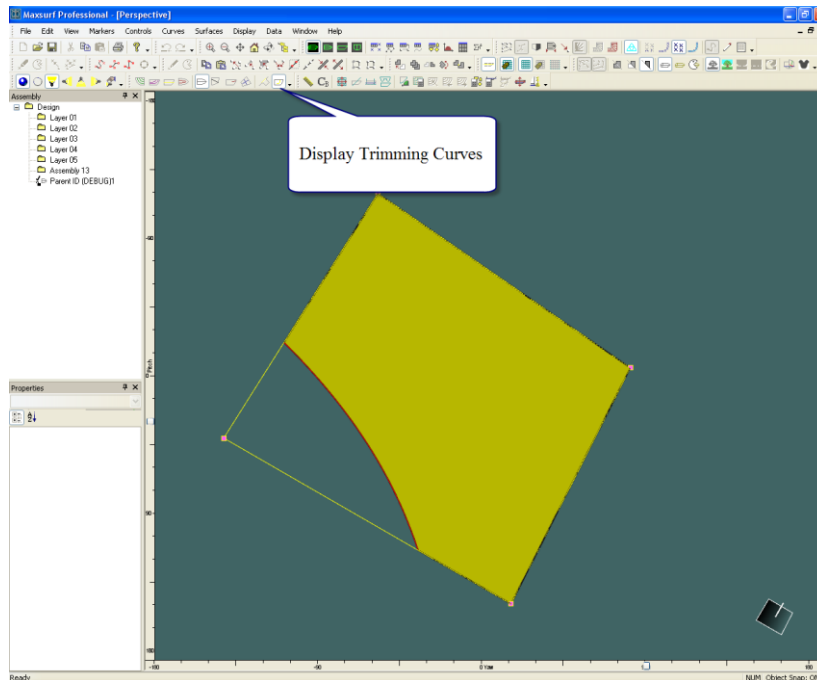 Maxsurf Professional - [Perspective]
File Edit View Markers Controls Curves Surfaces Display Data Window Help
Assembly
Design
Layer 01
Layer 02
Layer 03
Layer 04
Layer 05
Assembly 13
Parent ID (DEBUG)1
Display Trimming Curves
Pitch
Properties
Ready
NUM Object Snap: